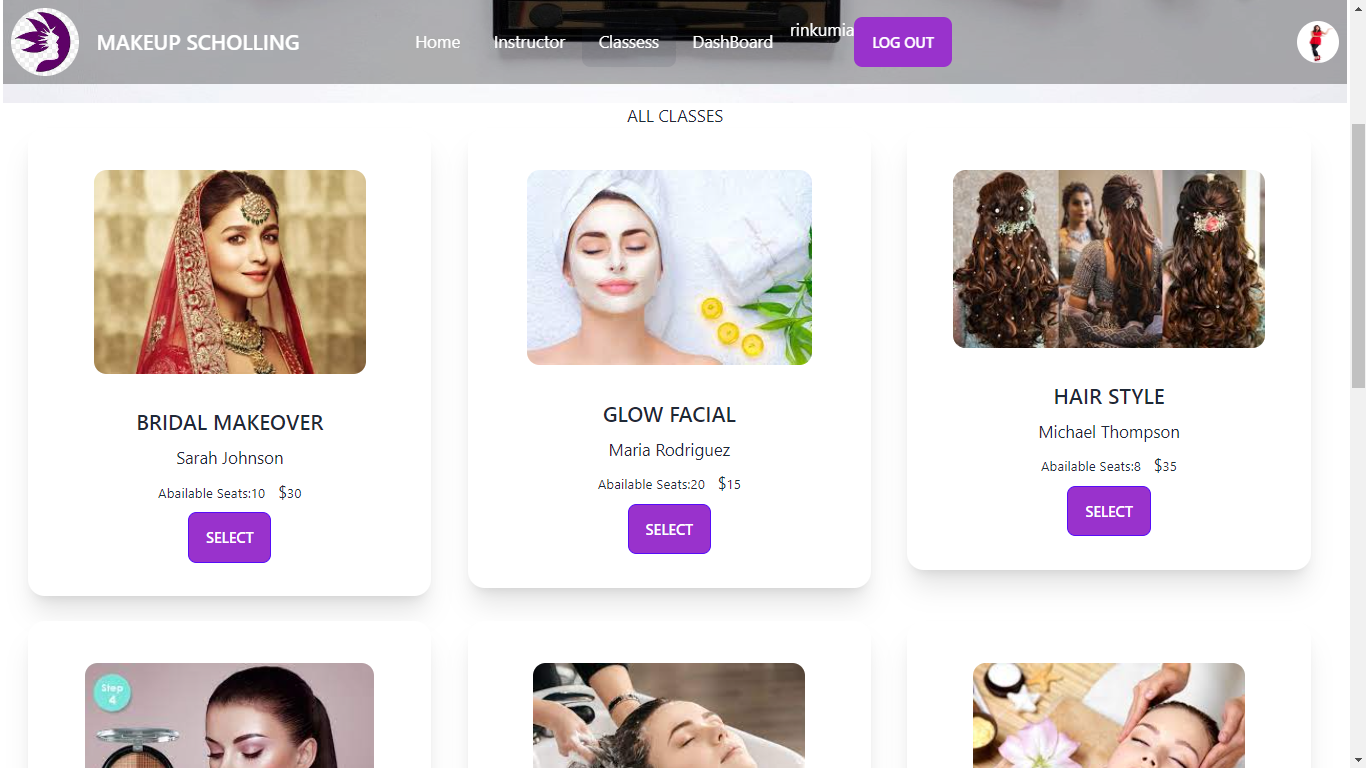 MAKEUP SCHOLLING
Home
Instructor
Classess
DashBoard
rinkumia
LOG OUT
ALL CLASSES
BRIDAL MAKEOVER
Sarah Johnson
Abailable Seats:10 $30
SELECT
GLOW FACIAL
Maria Rodriguez
Abailable Seats:20 $15
SELECT
HAIR STYLE
Michael Thompson
Abailable Seats:8 $35
SELECT
Step
4